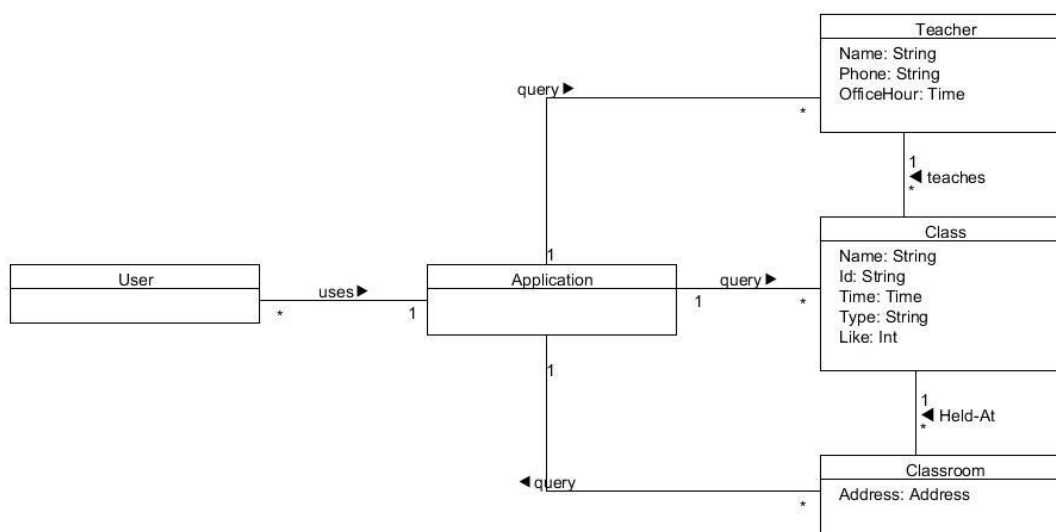 Teacher
Name: String
Phone: String
OfficeHour: Time
query ▶
*
1
◀ teaches
*
Class
Name: String
Id: String
Time: Time
Type: String
Like: Int
User
Application
1
uses ▶
*
1
query ▶
1
*
1
1
◀ Held-At
*
Classroom
Address: Address
◀ query
*